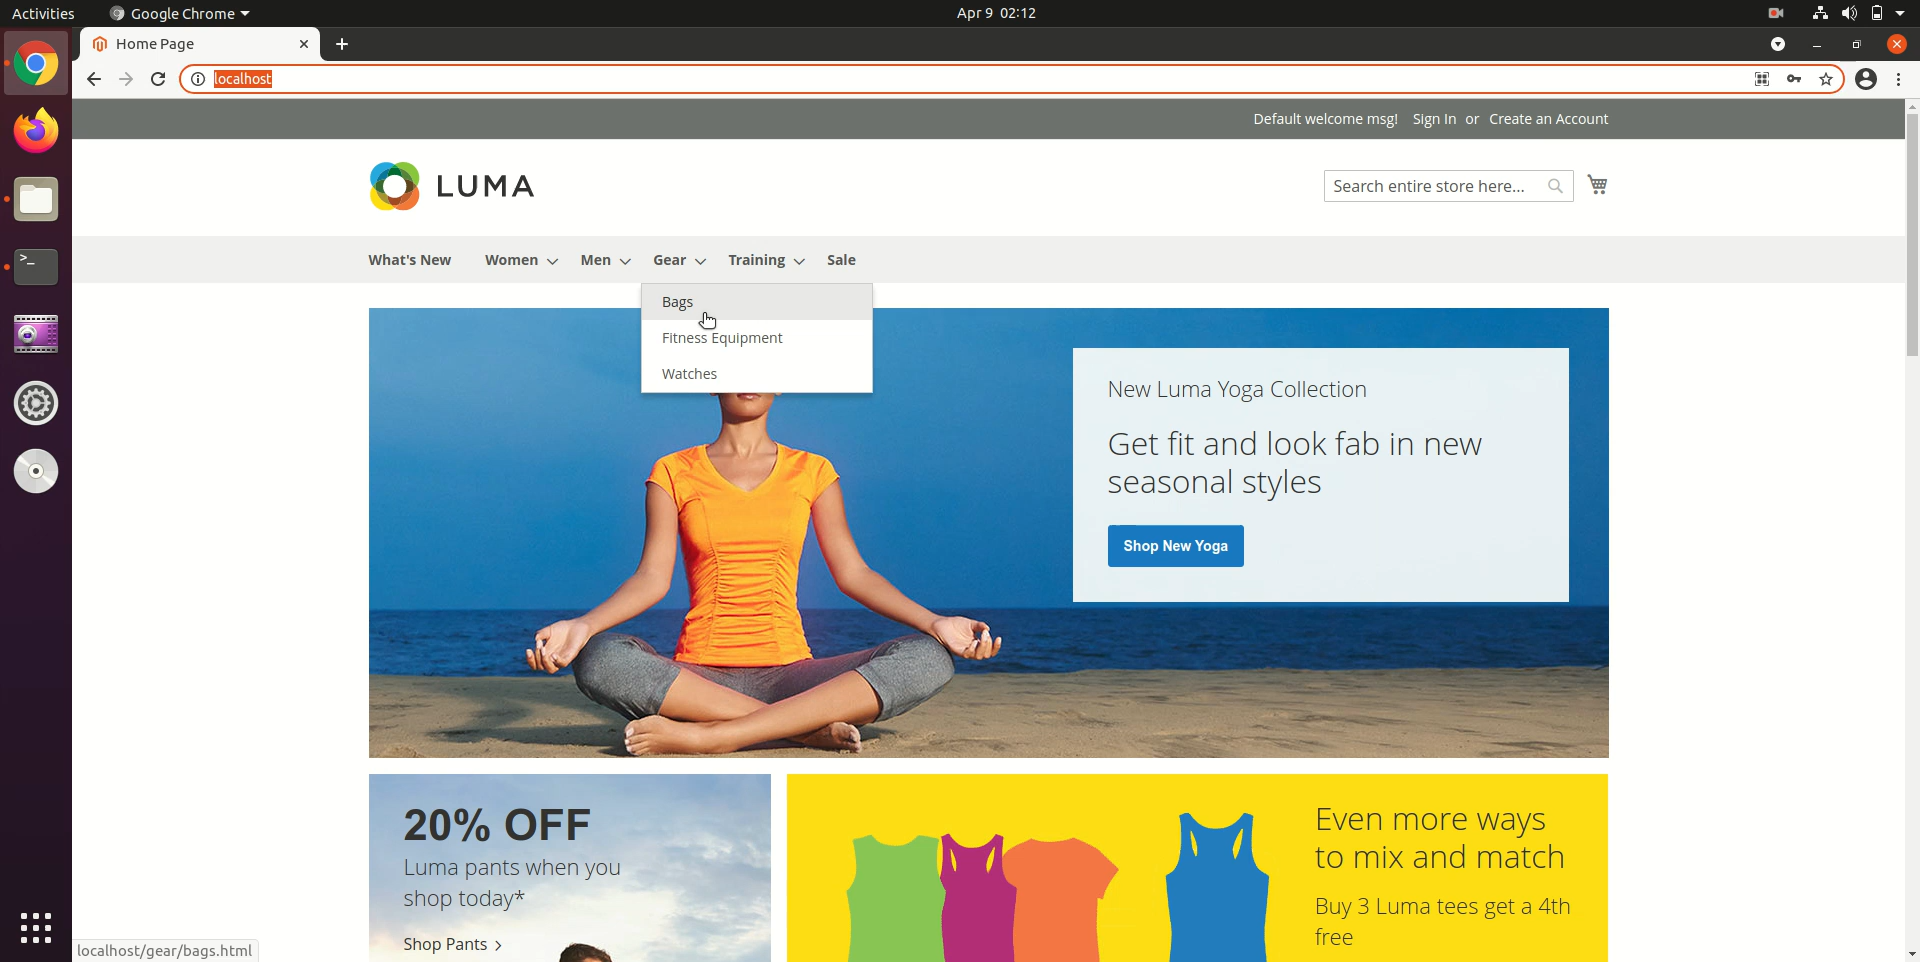 Activities
Google Chrome
Apr 9 02:12
Home Page
localhost
Default welcome msg! Sign In or Create an Account
LUMA
Search entire store here...
What's New
Women
Men
Gear
Training
Sale
Bags
Fitness Equipment
Watches
New Luma Yoga Collection
Get fit and look fab in new
seasonal styles
Shop New Yoga
20% OFF
Luma pants when you
shop today*
Shop Pants >
Even more ways
to mix and match
Buy 3 Luma tees get a 4th
free
localhost/gear/bags.html